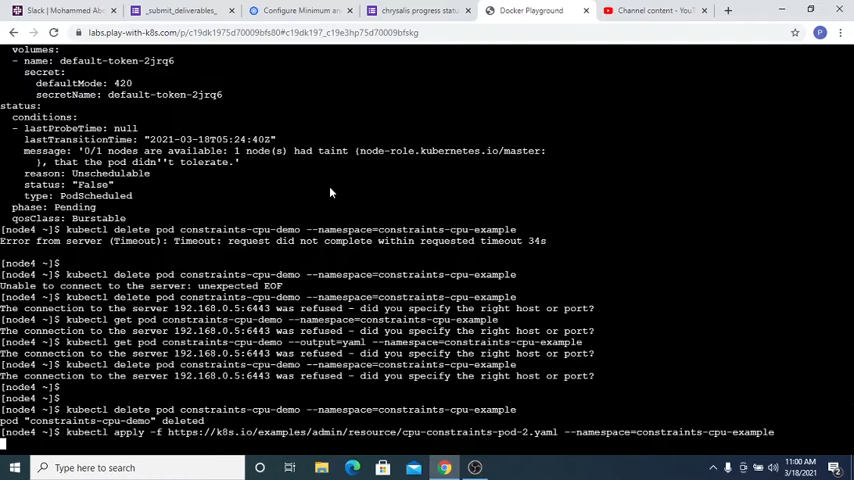 Slack | Mohammed Abo
_submit_deliverables_
Configure Minimum an
chrysalis progress statu
Docker Playground
Channel content - YouT
labs.play-with-k8s.com/p/c19dk1975d70009bfs80#c19dk197_c19e3hp75d70009bfskg
P
volumes:
- name: default-token-2jrq6
secret:
defaultMode: 420
secretName: default-token-2jrq6
status:
conditions:
- lastProbeTime: null
lastTransitionTime: "2021-03-18T05:24:40Z"
message: '0/1 nodes are available: 1 node(s) had taint {node-role.kubernetes.io/master:
}, that the pod didn''t tolerate.'
reason: Unschedulable
status: "False"
type: PodScheduled
phase: Pending
qosClass: Burstable
[node4 ~]$ kubectl delete pod constraints-cpu-demo --namespace=constraints-cpu-example
Error from server (Timeout): Timeout: request did not complete within requested timeout 34s
[node4 ~]$
[node4 ~]$ kubectl delete pod constraints-cpu-demo --namespace=constraints-cpu-example
Unable to connect to the server: unexpected EOF
[node4 ~]$ kubectl delete pod constraints-cpu-demo --namespace=constraints-cpu-example
The connection to the server 192.168.0.5:6443 was refused - did you specify the right host or port?
[node4 ~]$ kubectl get pod constraints-cpu-demo --namespace=constraints-cpu-example
The connection to the server 192.168.0.5:6443 was refused - did you specify the right host or port?
[node4 ~]$ kubectl get pod constraints-cpu-demo --output=yaml --namespace=constraints-cpu-example
The connection to the server 192.168.0.5:6443 was refused - did you specify the right host or port?
[node4 ~]$ kubectl delete pod constraints-cpu-demo --namespace=constraints-cpu-example
The connection to the server 192.168.0.5:6443 was refused - did you specify the right host or port?
[node4 ~]$
[node4 ~]$
[node4 ~]$ kubectl delete pod constraints-cpu-demo --namespace=constraints-cpu-example
pod "constraints-cpu-demo" deleted
[node4 ~]$ kubectl apply -f https://k8s.io/examples/admin/resource/cpu-constraints-pod-2.yaml --namespace=constraints-cpu-example
Type here to search
11:00 AM
3/18/2021
2